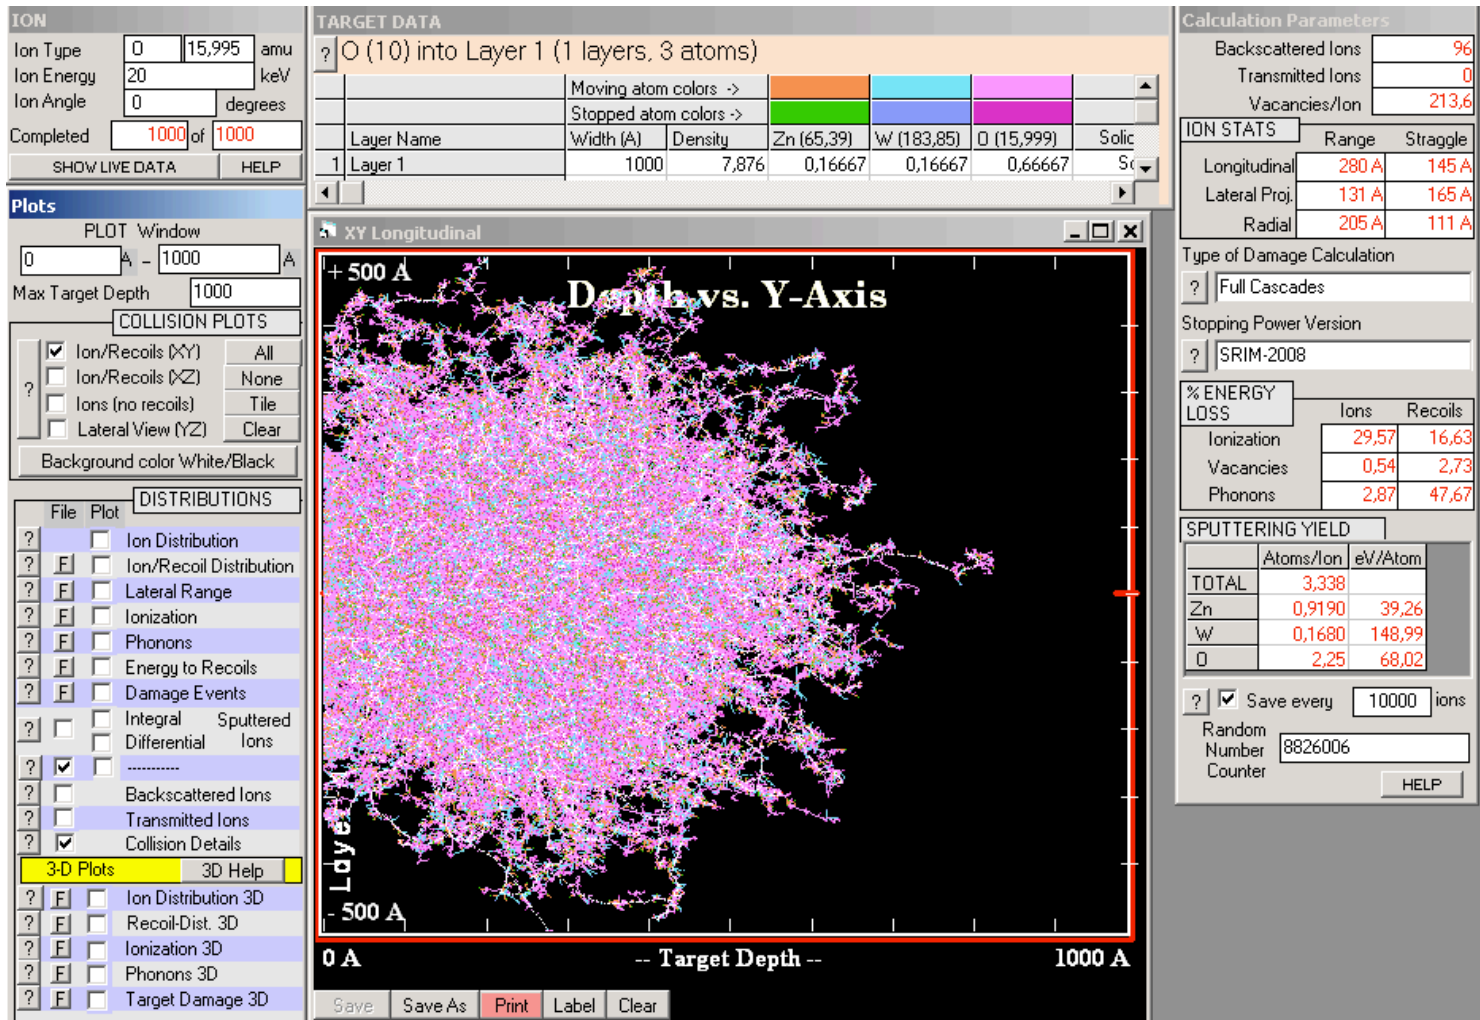 ION
Ion Type O 15,995 amu
Ion Energy 20 keV
Ion Angle 0 degrees
Completed 1000 of 1000
SHOW LIVE DATA HELP
Plots
PLOT Window
0 A - 1000 A
Max Target Depth 1000
COLLISION PLOTS
Ion/Recoils (XY) All
? Ion/Recoils (XZ) None
Ions (no recoils) Tile
Lateral View (YZ) Clear
Background color White/Black
DISTRIBUTIONS
File Plot
? Ion Distribution
? F Ion/Recoil Distribution
? F Lateral Range
? F Ionization
? F Phonons
? F Energy to Recoils
? F Damage Events
? Integral Sputtered
Differential Ions
? ----------
? Backscattered Ions
? Transmitted Ions
? Collision Details
3-D Plots 3D Help
? F Ion Distribution 3D
? F Recoil-Dist. 3D
? F Ionization 3D
? F Phonons 3D
? F Target Damage 3D
TARGET DATA
? O (10) into Layer 1 (1 layers, 3 atoms)
Moving atom colors ->
Stopped atom colors ->
Layer Name Width (A) Density Zn (65,39) W (183,85) O (15,999) Solic
1 Layer 1 1000 7,876 0,16667 0,16667 0,66667
XY Longitudinal
+ 500 A
Depth vs. Y-Axis
- 500 A
0 A -- Target Depth -- 1000 A
Save Save As Print Label Clear
Calculation Parameters
Backscattered Ions 96
Transmitted Ions 0
Vacancies/Ion 213,6
ION STATS Range Straggle
Longitudinal 280 A 145 A
Lateral Proj. 131 A 165 A
Radial 205 A 111 A
Type of Damage Calculation
? Full Cascades
Stopping Power Version
? SRIM-2008
% ENERGY
LOSS Ions Recoils
Ionization 29,57 16,63
Vacancies 0,54 2,73
Phonons 2,87 47,67
SPUTTERING YIELD
Atoms/Ion eV/Atom
TOTAL 3,338
Zn 0,9190 39,26
W 0,1680 148,99
O 2,25 68,02
? Save every 10000 ions
Random
Number 8826006
Counter
HELP